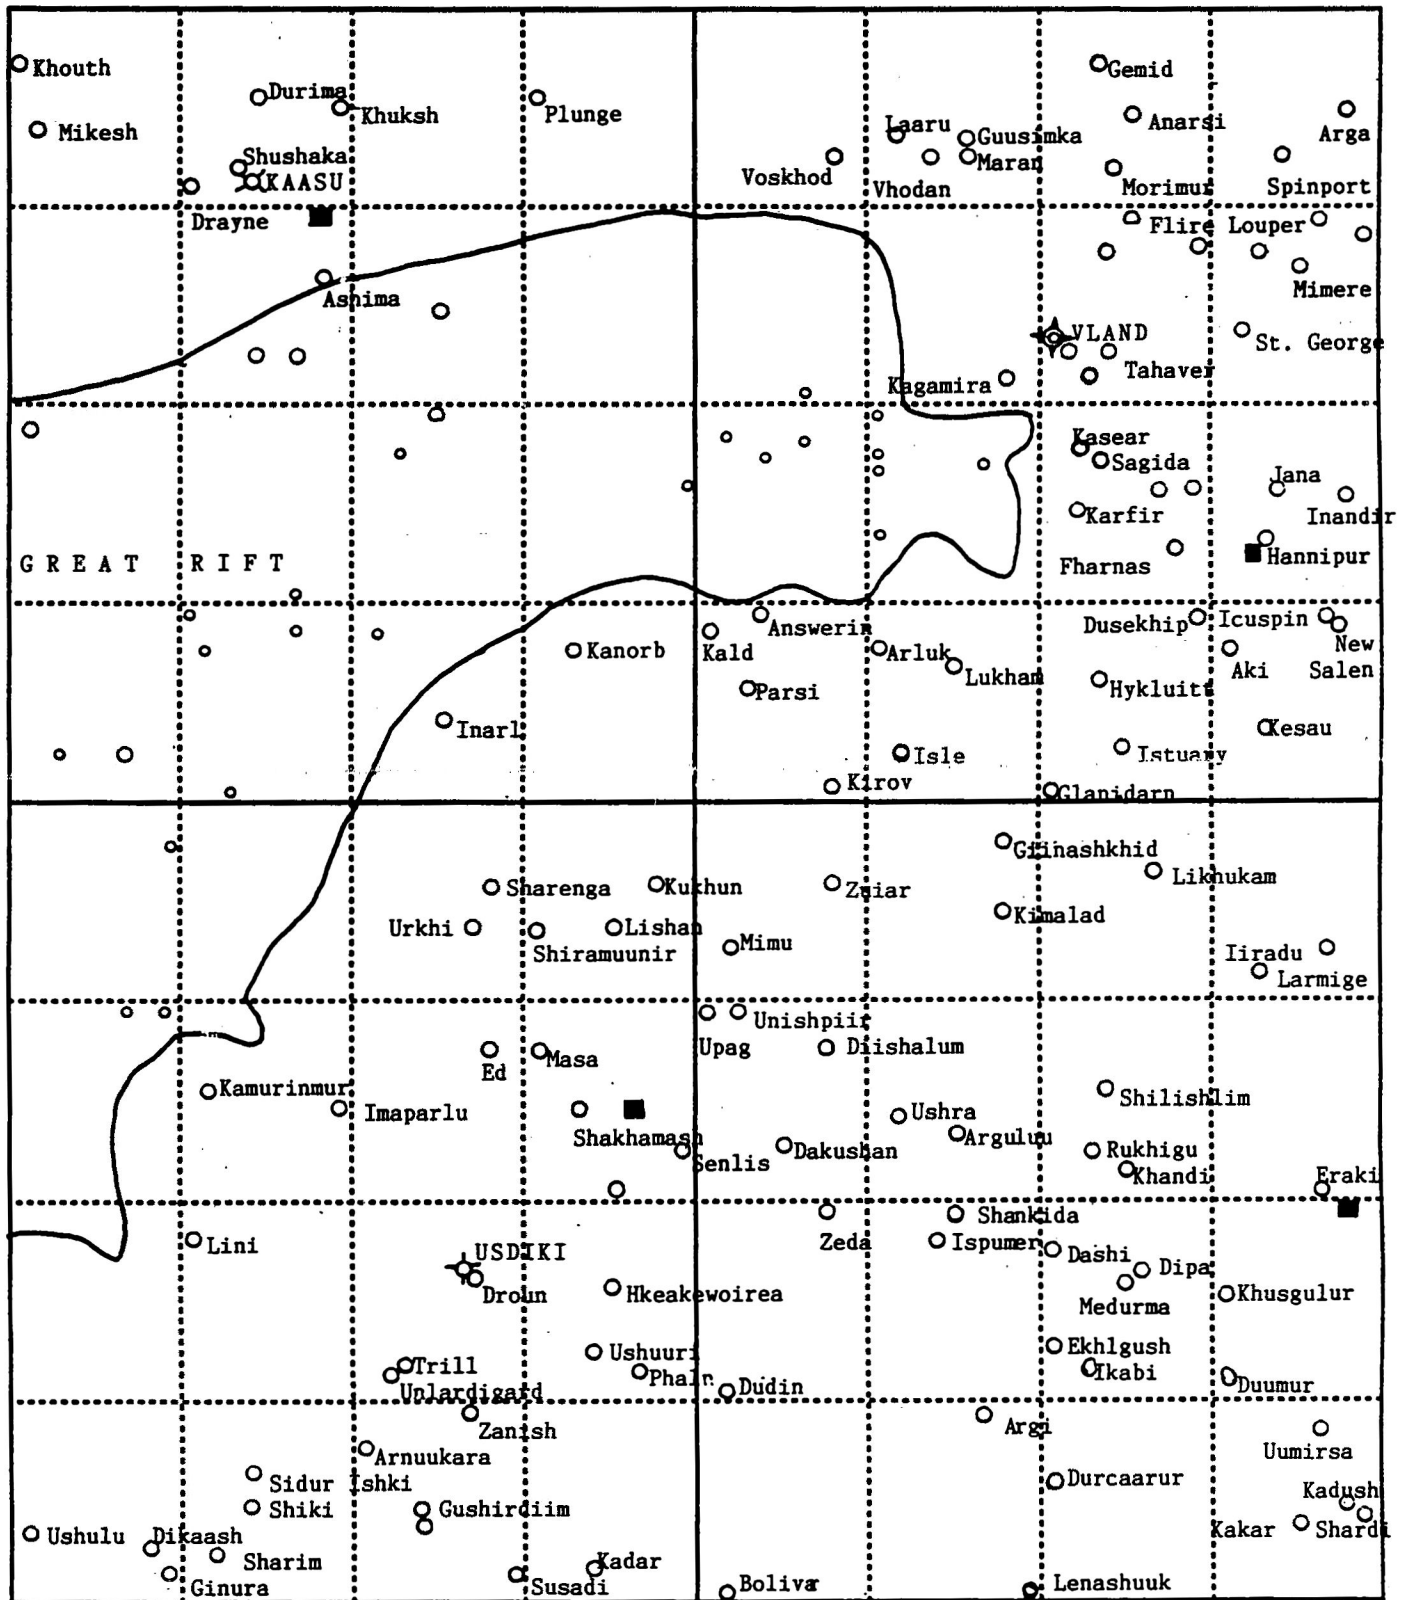 Khouth
Gemid
Durima
Khuksh
Plunge
Anarsi
Arga
Mikesh
Laaru
Guusimka
Shushaka
Maran
KAASU
Voskhod
Vhodan
Morimur
Spinport
Drayne
Flire
Louper
Ashima
Mimere
VLAND
St. George
Tahaver
Kagamira
Kasear
Sagida
Jana
Karfir
Inandir
GREAT RIFT
Fharnas
Hannipur
Answerin
Dusekhip
Icuspin
Kanorb
Kald
Arluk
New
Lukham
Aki
Salen
Parsi
Hykluitt
Inarl
Kesau
Isle
Istuary
Kirov
Glanidarn
Giinashkhid
Likhukam
Sharenga
Kukhun
Zuiar
Kimalad
Urkhi
Lishan
Mimu
Shiramuunir
Iiradu
Larmige
Unishpiir
Upag
Diishalum
Ed
Masa
Kamurinmur
Shilishlim
Imaparlu
Ushra
Shakhamash
Arguluu
Senlis
Dakushan
Rukhigu
Khandi
Eraki
Shankida
Lini
Zeda
Ispumer
USDIKI
Dashi
Dipa
Droun
Hkeakewoirea
Medurma
Khusgulur
Ushuuri
Ekhlgush
Trill
Phaln
Ikabi
Unlardigard
Dudin
Duumur
Zanish
Argi
Arnuukara
Uumirsa
Sidur Ishki
Durcaarur
Kadush
Shiki
Gushirdiim
Ushulu
Dikaash
Kakar
Shardi
Sharim
Kadar
Ginura
Susadi
Boliva
Lenashuuk